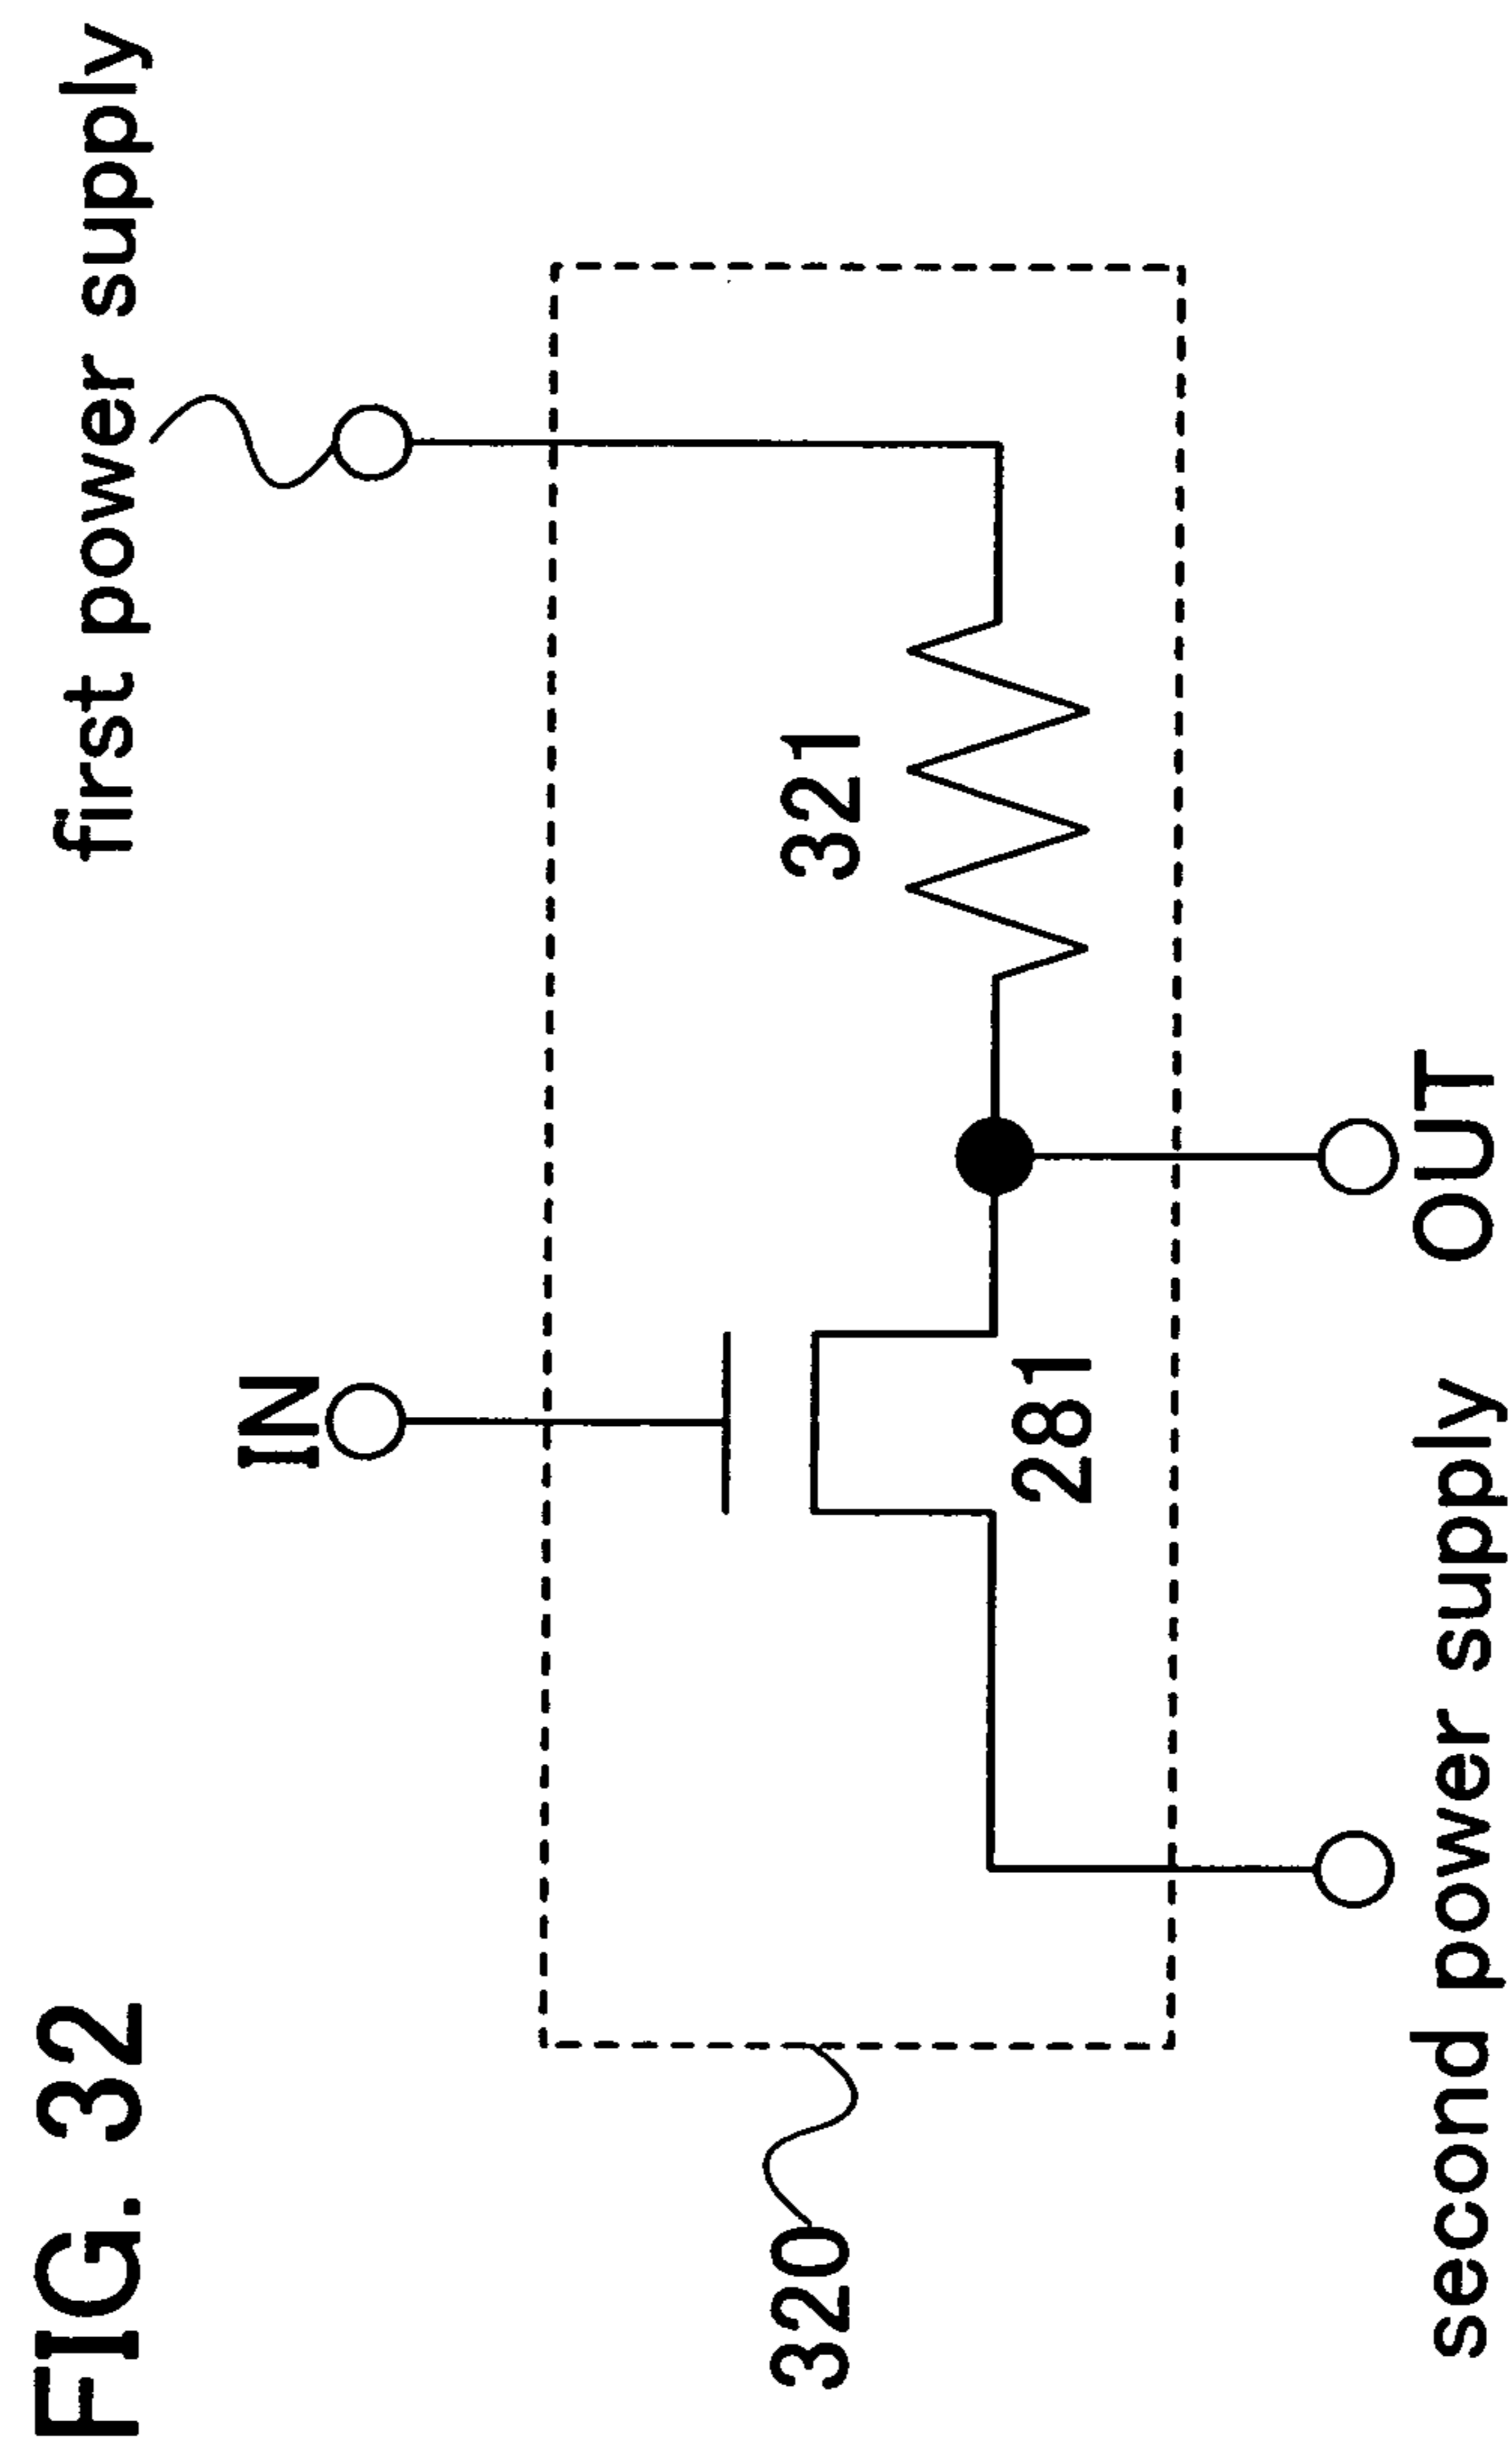 FIG. 32
first power supply
IN
321
320
281
OUT
second power supply